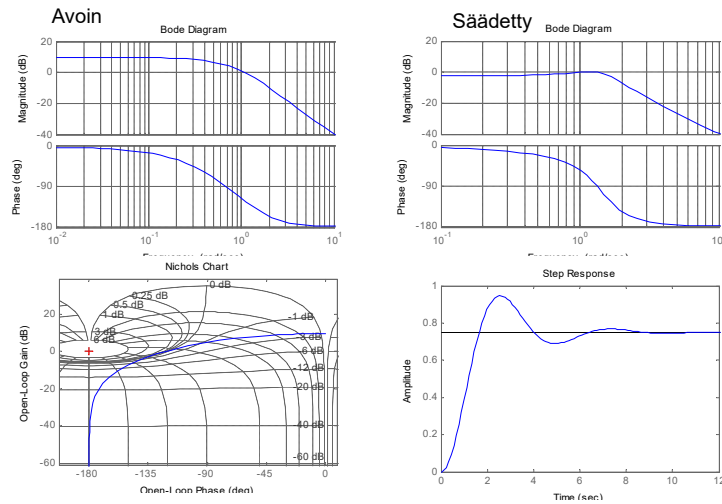 Avoin
Bode Diagram
Magnitude (dB)
20
0
-20
-40
Phase (deg)
0
-90
-180
10^-2
10^-1
10^0
10^1
Säädetty
Bode Diagram
Magnitude (dB)
20
0
-20
-40
Phase (deg)
0
-90
-180
10^-1
10^0
Nichols Chart
Open-Loop Gain (dB)
20
0
-20
-40
-60
0 dB
0.25 dB
0.5 dB
1 dB
3 dB
6 dB
-1 dB
-3 dB
-6 dB
-12 dB
-20 dB
-40 dB
-60 dB
-180
-135
-90
-45
0
Open-Loop Phase (deg)
Step Response
Amplitude
1
0.8
0.6
0.4
0.2
0
0
2
4
6
8
10
12
Time (sec)